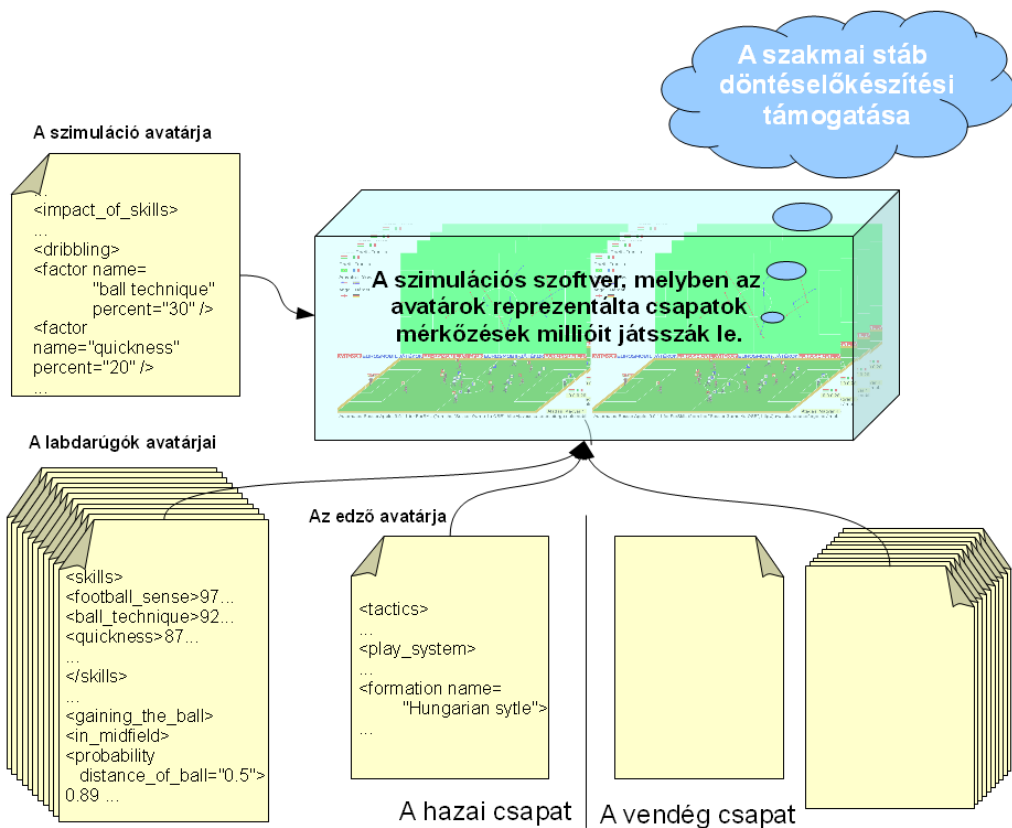 A szakmai stáb
döntéselőkészítési
támogatása
A szimuláció avatárja
...
<impact_of_skills>
...
<dribbling>
<factor name=
"ball technique"
percent="30" />
<factor
name="quickness"
percent="20" />
...
A szimulációs szoftver, melyben az
avatárok reprezentálta csapatok
mérkőzések millióit játsszák le.
A labdarúgók avatárjai
<skills>
<football_sense>97...
<ball_technique>92...
<quickness>87...
...
</skills>
...
<gaining_the_ball>
<in_midfield>
<probability
distance_of_ball="0.5">
0.89 ...
Az edző avatárja
<tactics>
...
<play_system>
...
<formation name=
"Hungarian sytle">
...
A hazai csapat
A vendég csapat